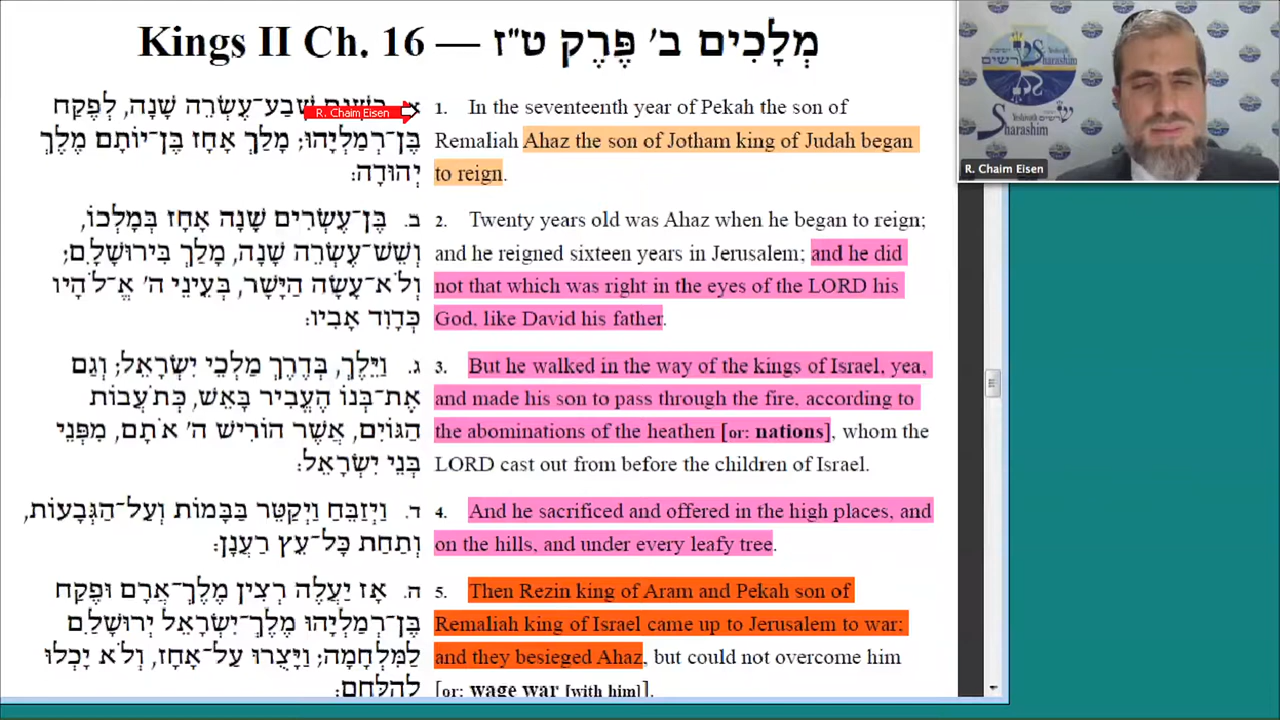 Kings II Ch. 16 — מְלָכִים ב׳ פֶּרֶק ט״ז
שְׁבַע־עֶשְׂרֵה שָׁנָה, לְפֶקַח
בֶּן־רְמַלְיָהוּ; מָלַךְ אָחָז בֶּן־יוֹתָם מֶלֶךְ
יְהוּדָה:
ב. בֶּן־עֶשְׂרִים שָׁנָה אָחָז בְּמָלְכוֹ,
וְשֵׁשׁ־עֶשְׂרֵה שָׁנָה, מָלַךְ בִּירוּשָׁלָ‍ִם;
וְלֹא־עָשָׂה הַיָּשָׁר, בְּעֵינֵי ה׳ אֱ־לֹהָיו
כְּדָוִד אָבִיו:
ג. וַיֵּלֶךְ, בְּדֶרֶךְ מַלְכֵי יִשְׂרָאֵל; וְגַם
אֶת־בְּנוֹ הֶעֱבִיר בָּאֵשׁ, כְּתֹעֲבוֹת
הַגּוֹיִם, אֲשֶׁר הוֹרִישׁ ה׳ אֹתָם, מִפְּנֵי
בְּנֵי יִשְׂרָאֵל:
ד. וַיְזַבֵּחַ וַיְקַטֵּר בַּבָּמוֹת וְעַל־הַגְּבָעוֹת,
וְתַחַת כָּל־עֵץ רַעֲנָן:
ה. אָז יַעֲלֶה רְצִין מֶלֶךְ־אֲרָם וּפֶקַח
בֶּן־רְמַלְיָהוּ מֶלֶךְ־יִשְׂרָאֵל יְרוּשָׁלַ‍ִם
לַמִּלְחָמָה; וַיָּצֻרוּ עַל־אָחָז, וְלֹא יָכְלוּ
לְהִלָּחֵם:
R. Chaim Eisen
1. In the seventeenth year of Pekah the son of
Remaliah Ahaz the son of Jotham king of Judah began
to reign.
2. Twenty years old was Ahaz when he began to reign;
and he reigned sixteen years in Jerusalem; and he did
not that which was right in the eyes of the LORD his
God, like David his father.
3. But he walked in the way of the kings of Israel, yea,
and made his son to pass through the fire, according to
the abominations of the heathen [or: nations], whom the
LORD cast out from before the children of Israel.
4. And he sacrificed and offered in the high places, and
on the hills, and under every leafy tree.
5. Then Rezin king of Aram and Pekah son of
Remaliah king of Israel came up to Jerusalem to war;
and they besieged Ahaz, but could not overcome him
[or: wage war [with him]].
Sharashim
Yeshivath
Sharashim
R. Chaim Eisen